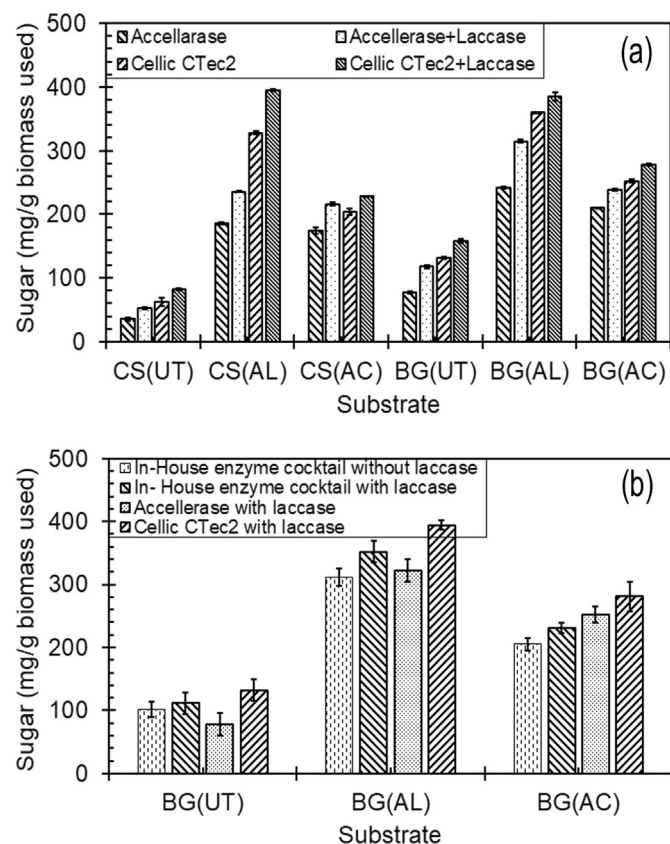 (a)
Accellarase
Accellerase+Laccase
Cellic CTec2
Cellic CTec2+Laccase
Sugar (mg/g biomass used)
500
400
300
200
100
0
CS(UT) CS(AL) CS(AC) BG(UT) BG(AL) BG(AC)
Substrate
(b)
In-House enzyme cocktail without laccase
In- House enzyme cocktail with laccase
Accellerase with laccase
Cellic CTec2 with laccase
Sugar (mg/g biomass used)
500
400
300
200
100
0
BG(UT) BG(AL) BG(AC)
Substrate